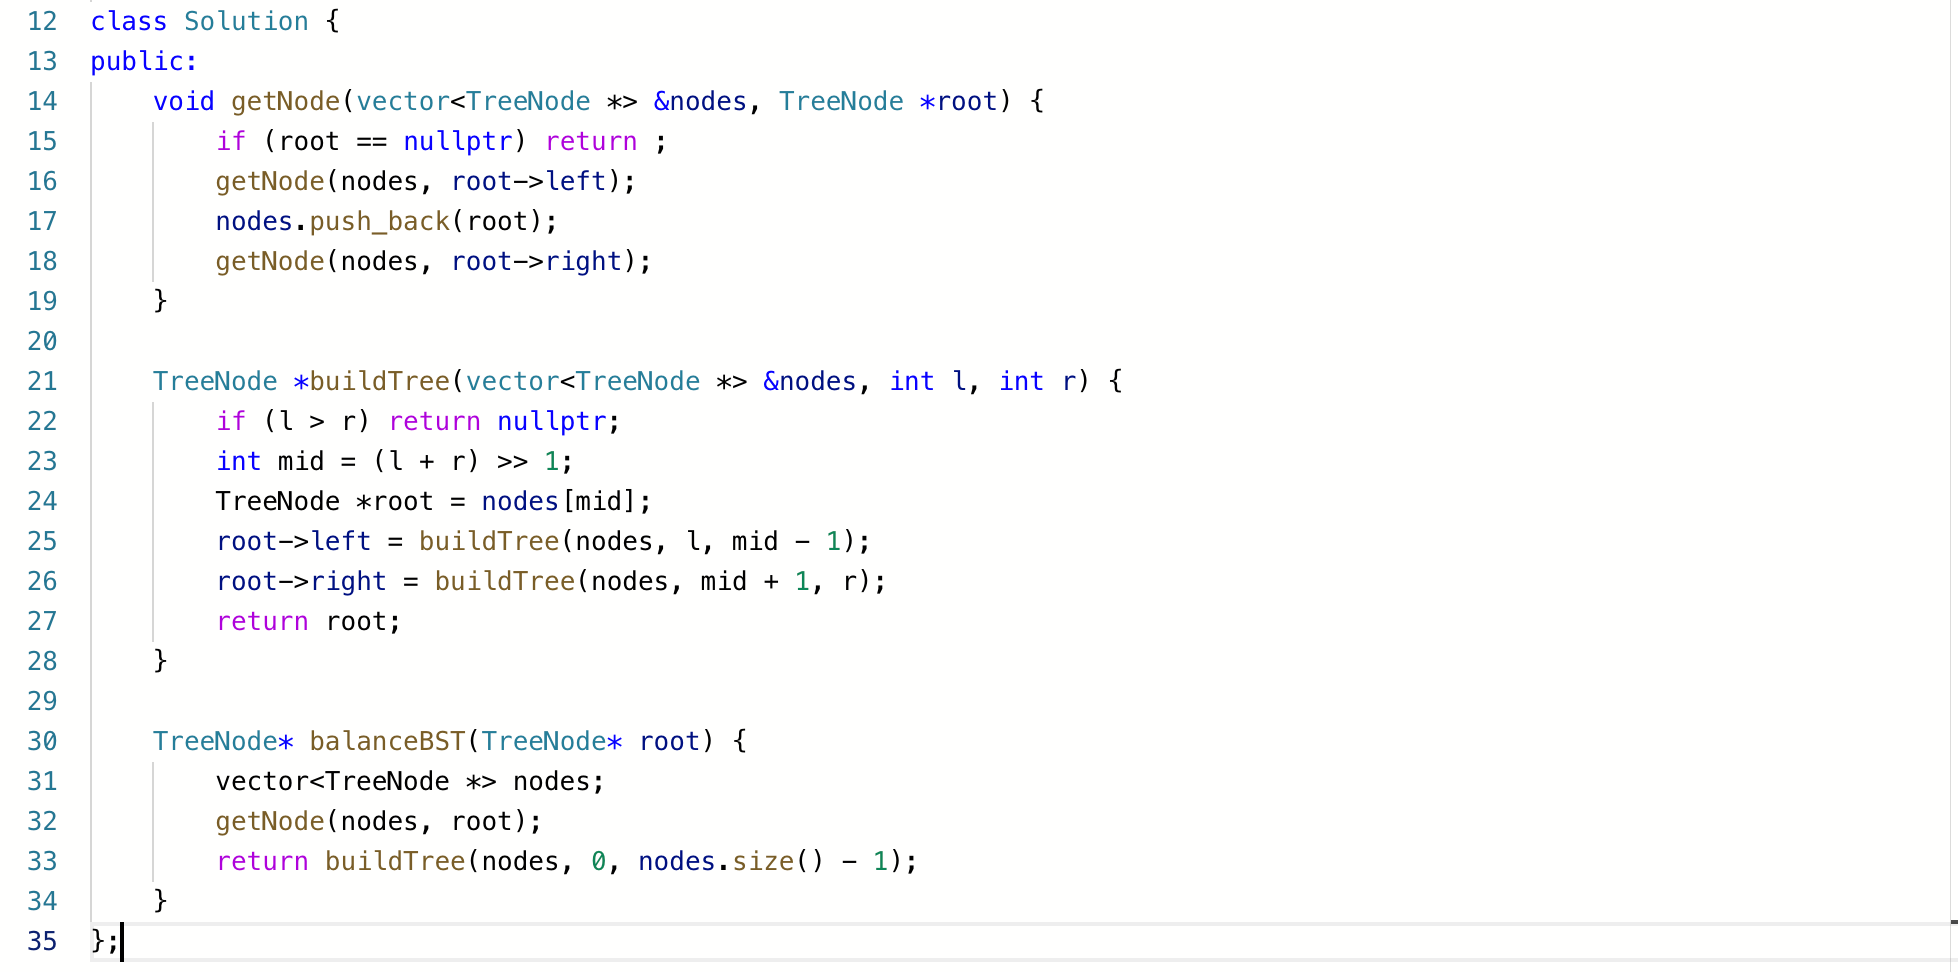 12 class Solution {
13 public:
14     void getNode(vector<TreeNode *> &nodes, TreeNode *root) {
15         if (root == nullptr) return ;
16         getNode(nodes, root->left);
17         nodes.push_back(root);
18         getNode(nodes, root->right);
19     }
20
21     TreeNode *buildTree(vector<TreeNode *> &nodes, int l, int r) {
22         if (l > r) return nullptr;
23         int mid = (l + r) >> 1;
24         TreeNode *root = nodes[mid];
25         root->left = buildTree(nodes, l, mid - 1);
26         root->right = buildTree(nodes, mid + 1, r);
27         return root;
28     }
29
30     TreeNode* balanceBST(TreeNode* root) {
31         vector<TreeNode *> nodes;
32         getNode(nodes, root);
33         return buildTree(nodes, 0, nodes.size() - 1);
34     }
35 };